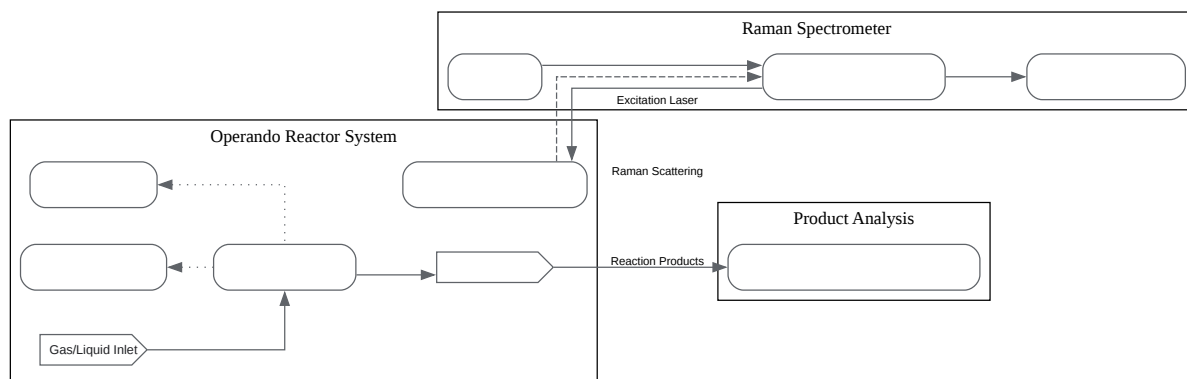 Raman Spectrometer
Excitation Laser
Operando Reactor System
Raman Scattering
Product Analysis
Reaction Products
Gas/Liquid Inlet